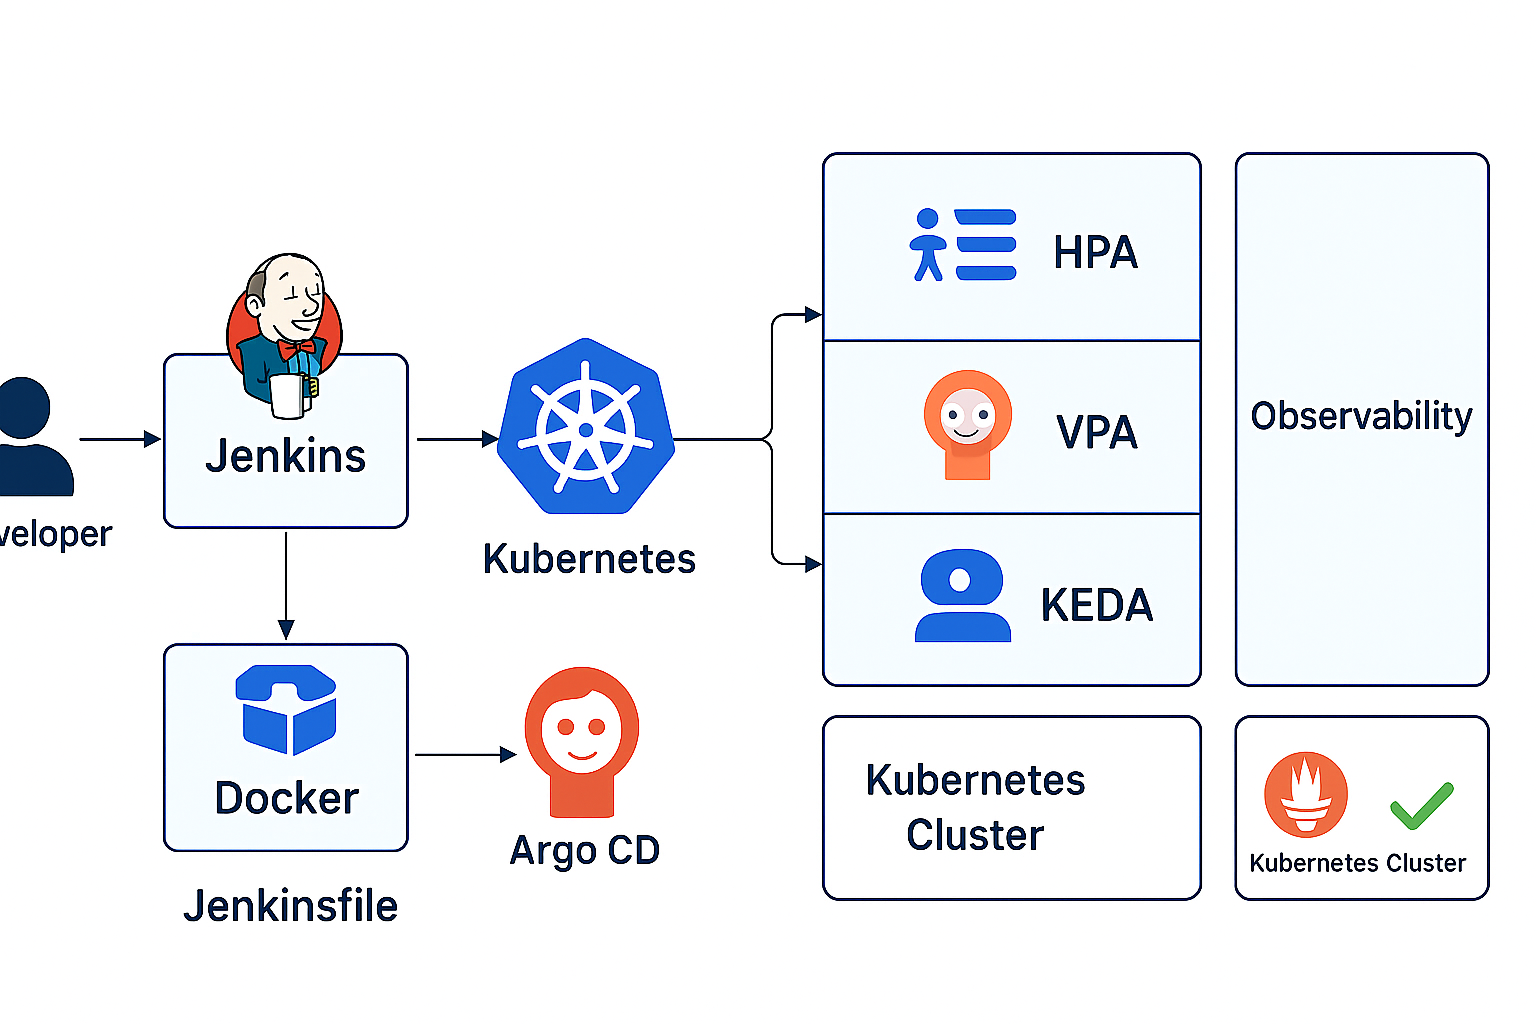 veloper
Jenkins
Docker
Jenkinsfile
Kubernetes
Argo CD
HPA
VPA
KEDA
Kubernetes
Cluster
Observability
Kubernetes Cluster